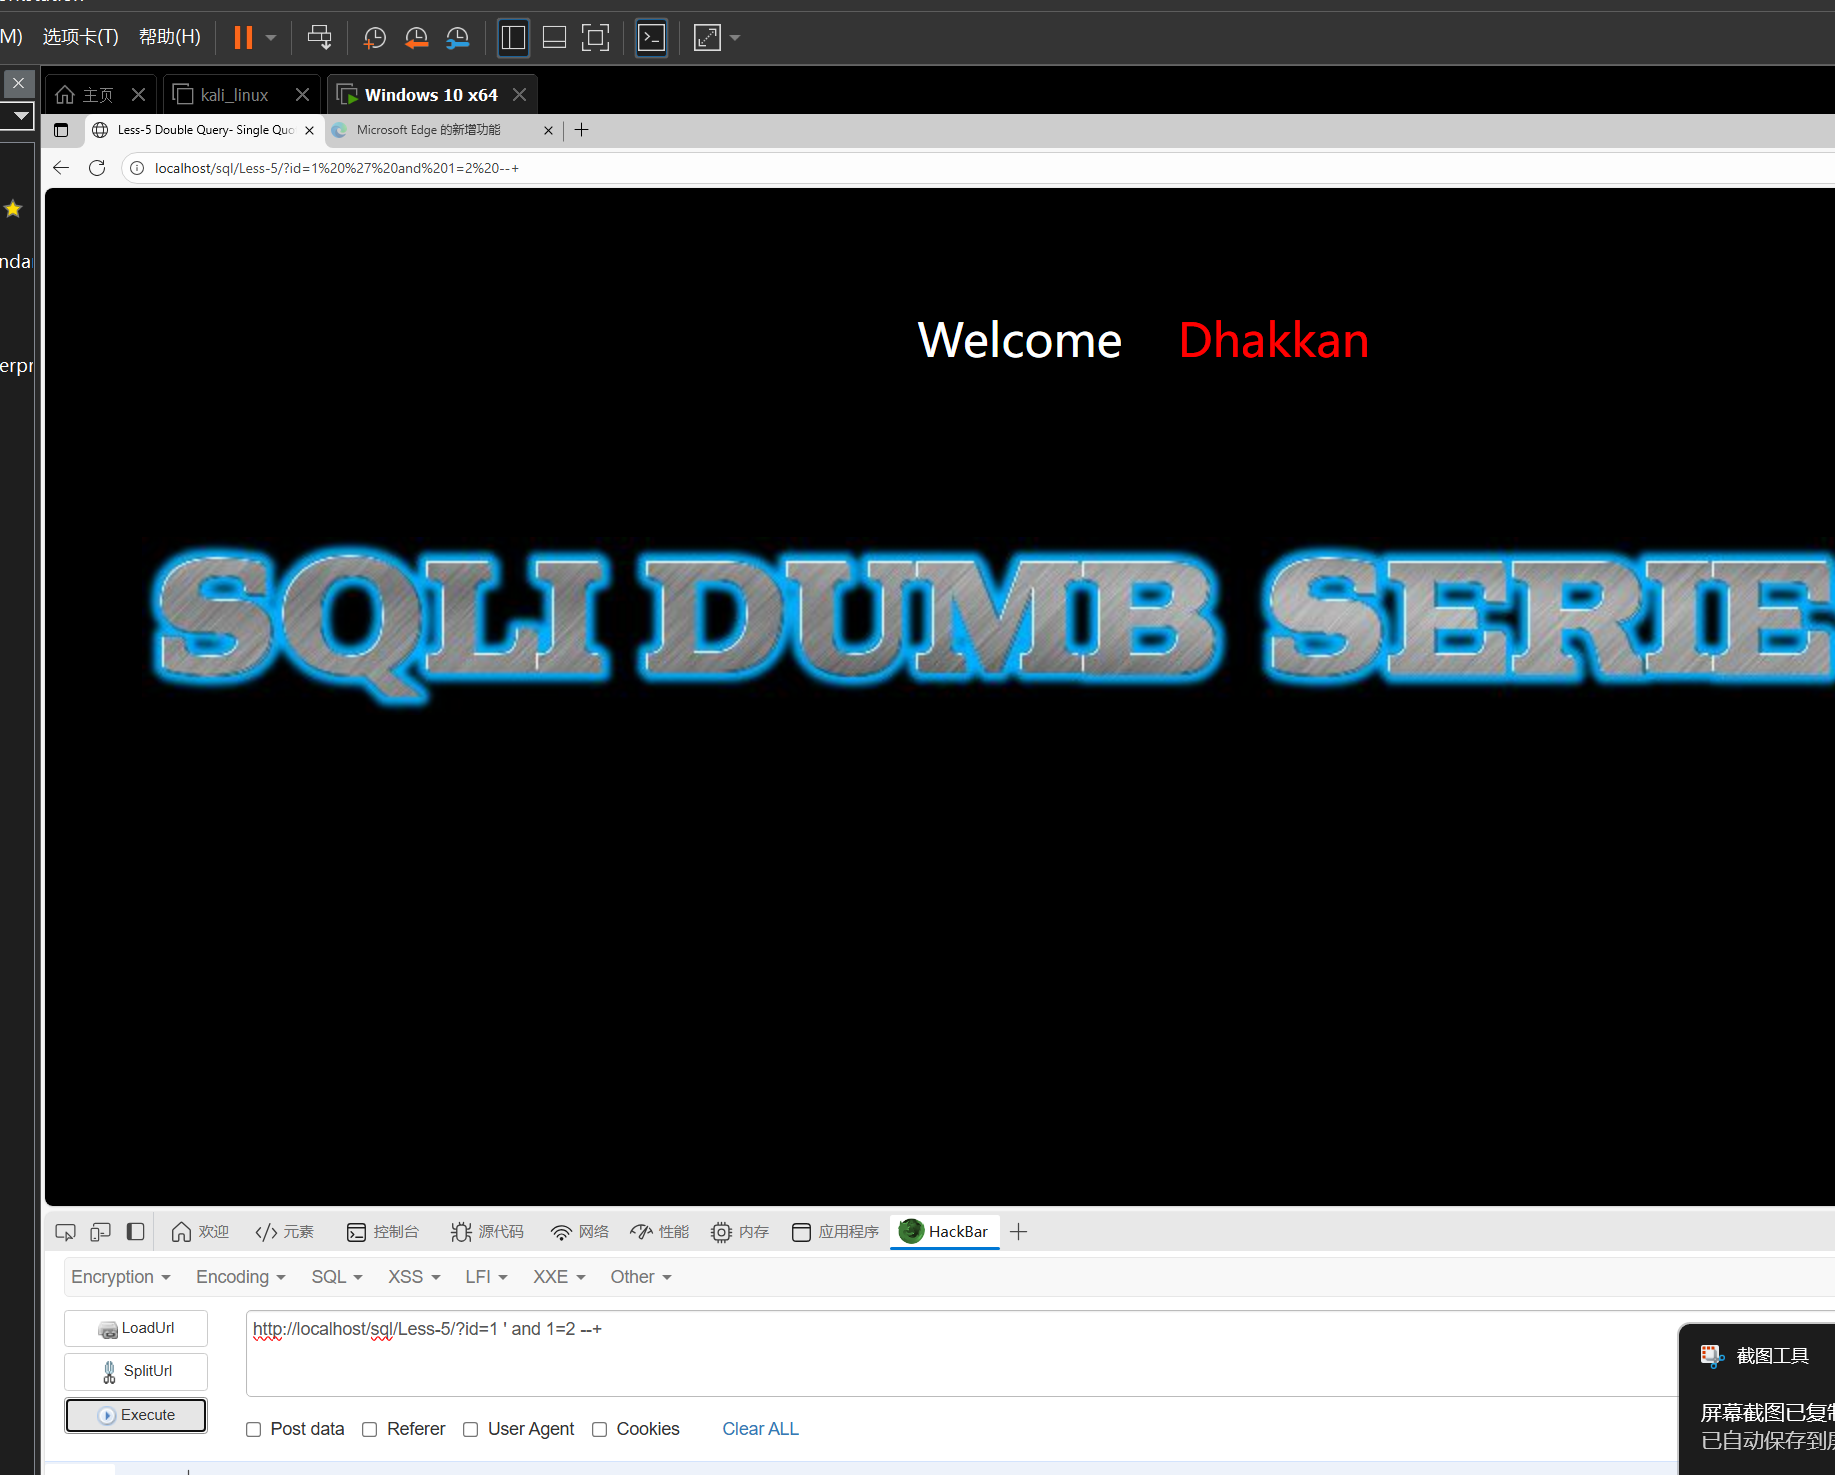 M) 选项卡(T) 帮助(H)
主页 kali_linux Windows 10 x64
Less-5 Double Query- Single Quo Microsoft Edge 的新增功能
localhost/sql/Less-5/?id=1%20%27%20and%201=2%20--+
Welcome Dhakkan
SQLI DUMB SERIE
欢迎 元素 控制台 源代码 网络 性能 内存 应用程序 HackBar
Encryption Encoding SQL XSS LFI XXE Other
LoadUrl
http://localhost/sql/Less-5/?id=1 ' and 1=2 --+
SplitUrl
Execute
Post data Referer User Agent Cookies Clear ALL
截图工具
屏幕截图已复制
已自动保存到